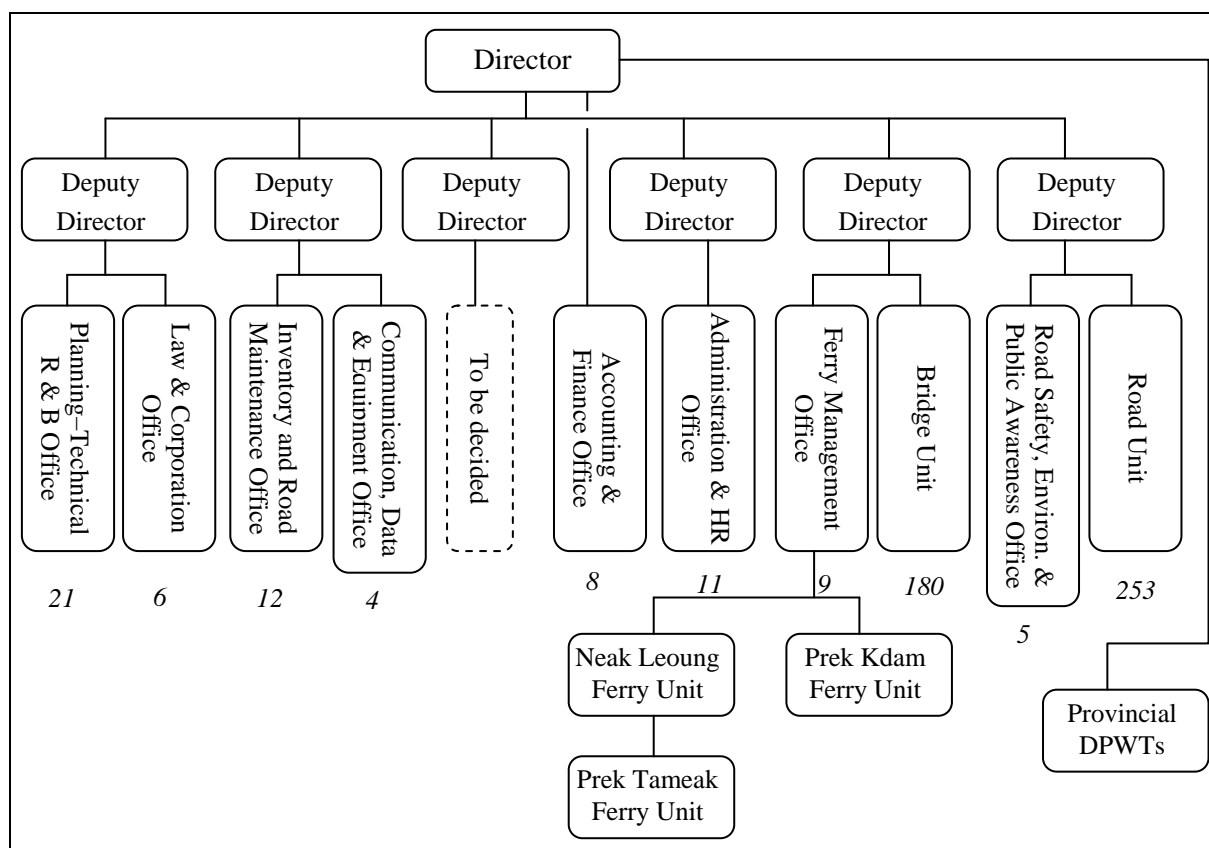 Director
Deputy
Director
Deputy
Director
Deputy
Director
Deputy
Director
Deputy
Director
Deputy
Director
Planning–Technical
R & B Office
Law & Corporation
Office
Inventory and Road
Maintenance Office
Communication, Data
& Equipment Office
To be decided
Accounting &
Finance Office
Administration & HR
Office
Ferry Management
Office
Bridge Unit
Road Safety, Environ. &
Public Awareness Office
Road Unit
21
6
12
4
8
11
9
180
5
253
Neak Leoung
Ferry Unit
Prek Kdam
Ferry Unit
Provincial
DPWTs
Prek Tameak
Ferry Unit